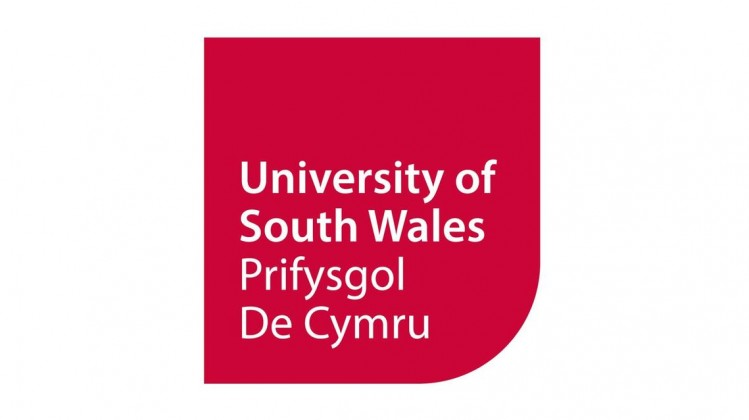 University of
South Wales
Prifysgol
De Cymru